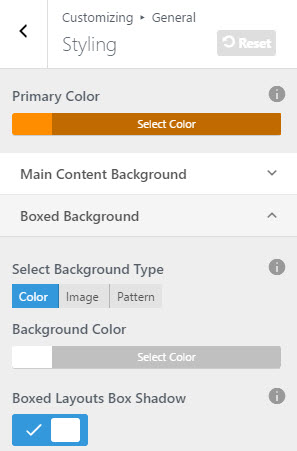 Customizing ▸ General
Styling
Reset
Primary Color
Select Color
Main Content Background
Boxed Background
Select Background Type
Color Image Pattern
Background Color
Select Color
Boxed Layouts Box Shadow